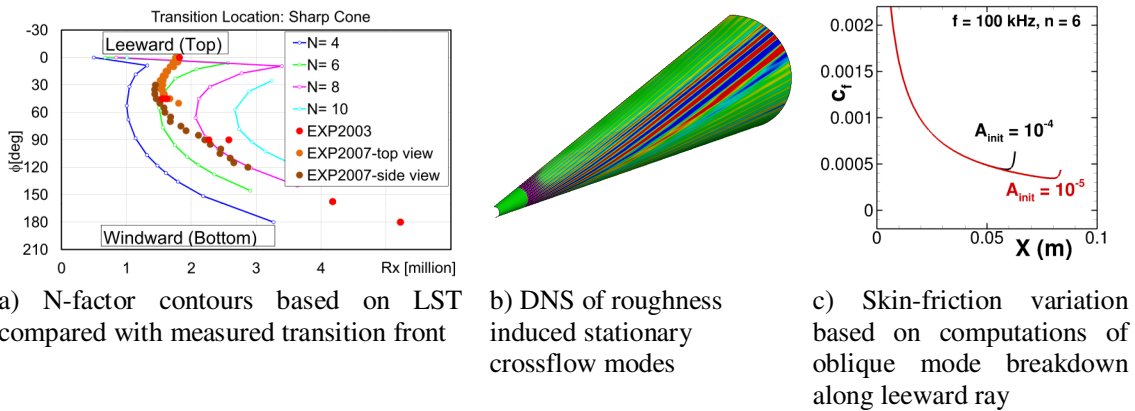 Transition Location: Sharp Cone
-30
0
30
60
90
120
150
180
210
ϕ[deg]
Leeward (Top)
Windward (Bottom)
N= 4
N= 6
N= 8
N= 10
EXP2003
EXP2007-top view
EXP2007-side view
0 1 2 3 4 Rx [million]
f = 100 kHz, n = 6
0.002
0.0015
0.001
0.0005
0
cf
Ainit = 10-4
Ainit = 10-5
0 0.05 0.1
X (m)
a) N-factor contours based on LST
compared with measured transition front
b) DNS of roughness
induced stationary
crossflow modes
c) Skin-friction variation
based on computations of
oblique mode breakdown
along leeward ray